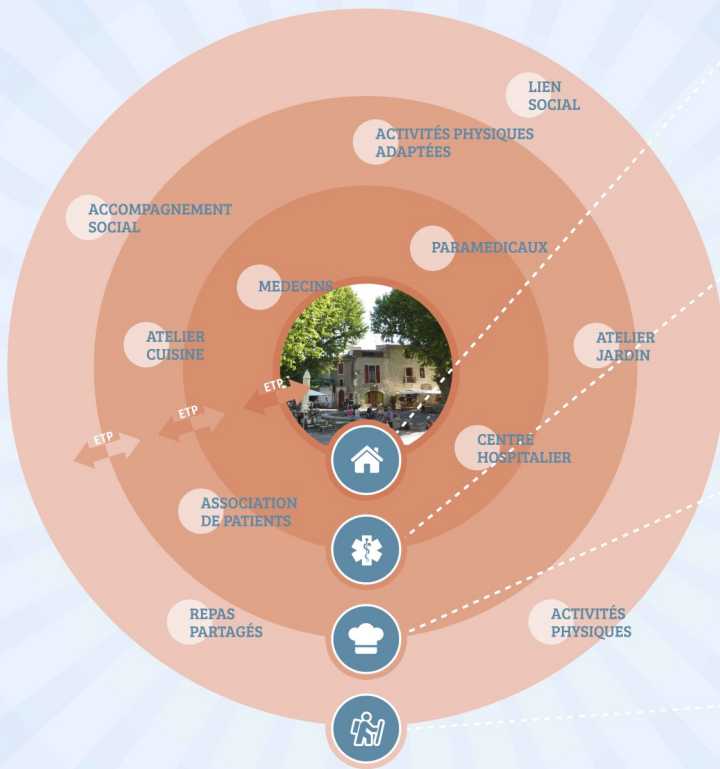 LIEN
SOCIAL
ACTIVITÉS PHYSIQUES
ADAPTÉES
ACCOMPAGNEMENT
SOCIAL
PARAMEDICAUX
MEDECINS
ATELIER
CUISINE
ATELIER
JARDIN
ETP
ETP
ETP
CENTRE
HOSPITALIER
ASSOCIATION
DE PATIENTS
REPAS
PARTAGÉS
ACTIVITÉS
PHYSIQUES